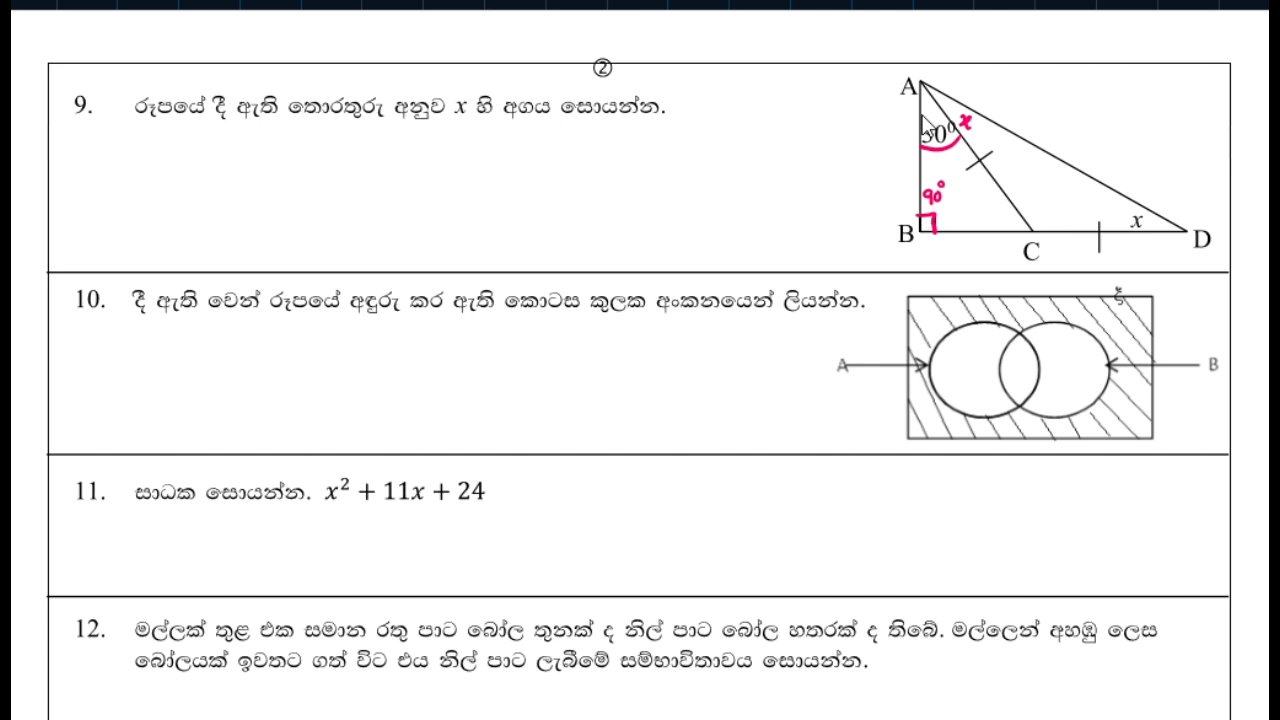 ②
9. රූපයේ දී ඇති තොරතුරු අනුව x හි අගය සොයන්න.
A
50⁰
x
90°
B
C
x
D
10. දී ඇති වෙන් රූපයේ අඳුරු කර ඇති කොටස කුලක අංකනයෙන් ලියන්න.
ξ
A
B
11. සාධක සොයන්න. x² + 11x + 24
12. මල්ලක් තුළ එක සමාන රතු පාට බෝල තුනක් ද නිල් පාට බෝල හතරක් ද තිබේ. මල්ලෙන් අහඹු ලෙස
බෝලයක් ඉවතට ගත් විට එය නිල් පාට ලැබීමේ සම්භාවිතාවය සොයන්න.